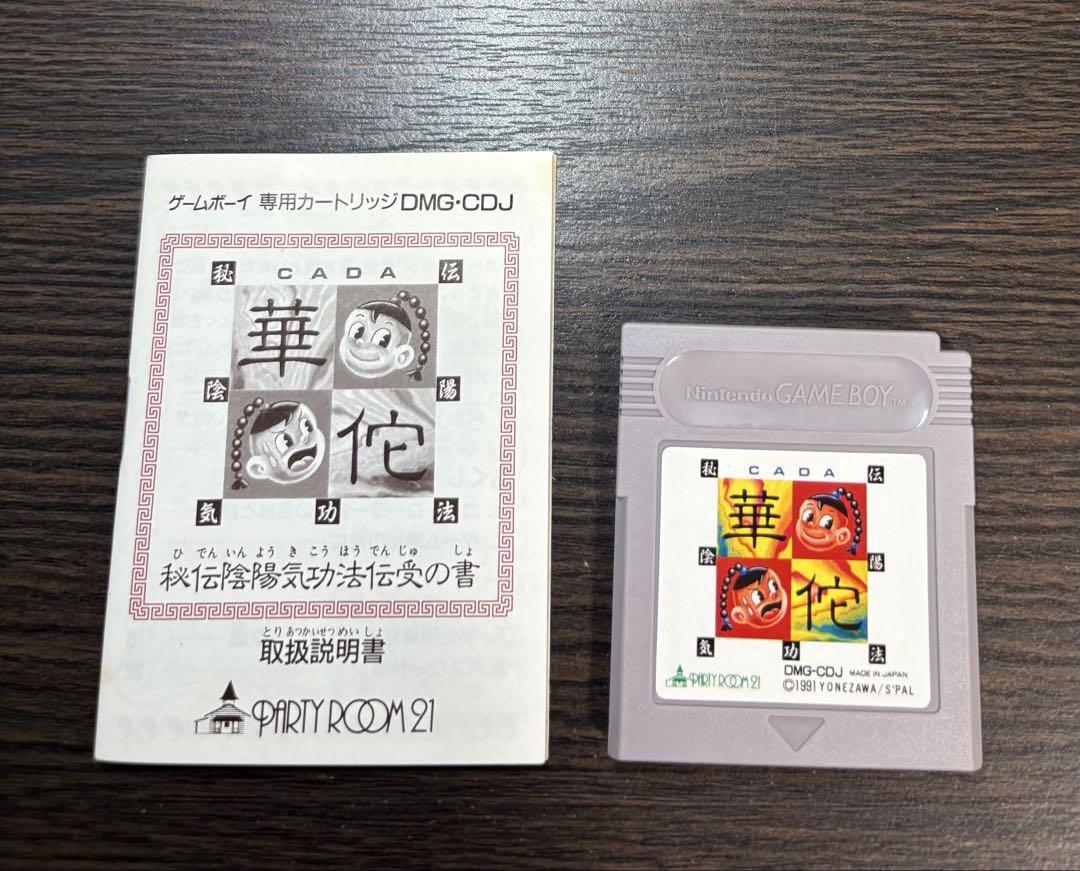 ゲームボーイ 専用カートリッジ DMG・CDJ
秘 CADA 伝
華
陰 陽
佗
気 功 法
ひでんいんようきこうほうでんじゅ しょ
秘伝陰陽気功法伝受の書
とりあつかいせつめいしょ
取扱説明書
PARTY ROOM 21
Nintendo GAME BOY TM
秘 CADA 伝
華
陰 陽
佗
気 功 法
DMG-CDJ MADE IN JAPAN
PARTY ROOM 21 ©1991 YONEZAWA/S'PAL